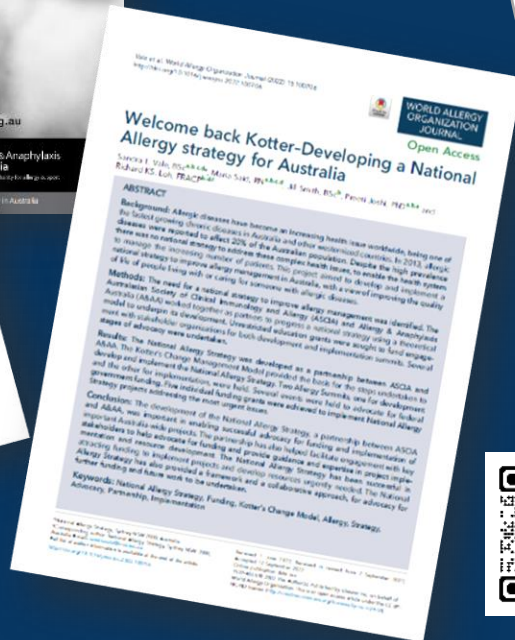 g.au
& Anaphylaxis
ia
in Australia
Vale et al. World Allergy Organization Journal (2022)
WORLD ALLERGY
ORGANIZATION
JOURNAL
Open Access
Welcome back Kotter-Developing a National
Allergy strategy for Australia
Sandra L. Vale, Maria Said, Jill Smith, Preeti Joshi, and
Richard KS. Loh, FRACP
ABSTRACT
Background: Allergic diseases have become an increasing health issue worldwide, being one of
the fastest growing chronic diseases in Australia and other westernised countries. In 2013, allergic
diseases were reported to affect 20% of the Australian population. Despite the high prevalence
there was no national strategy to address these complex health issues, to enable the health system
to manage the increasing number of patients. This project aimed to develop and implement a
national strategy to improve allergy management in Australia, with a view of improving the quality
of life of people living with or caring for someone with allergic diseases.
Methods: The need for a national strategy to improve allergy management was identified. The
Australasian Society of Clinical Immunology and Allergy (ASCIA) and Allergy & Anaphylaxis
Australia (A&AA) worked together as partners to progress a national strategy using a theoretical
model to underpin its development. Unrestricted education grants were sought to fund engage-
ment with stakeholder organisations for both development and implementation summits. Several
stages of advocacy were undertaken.
Results: The National Allergy Strategy was developed as a partnership between ASCIA and
A&AA. The Kotter's Change Management Model provided the basis for the steps undertaken to
develop and implement the National Allergy Strategy. Two Allergy Summits, one for development
and the other for implementation, were held. Several events were held to advocate for federal
government funding. Five individual funding grants were achieved to implement National Allergy
Strategy projects addressing the most urgent issues.
Conclusion: The development of the National Allergy Strategy, a partnership between ASCIA
and A&AA, was important in enabling successful advocacy for funding and implementation of
important Australia wide projects. The partnership has also helped facilitate engagement with key
stakeholders to help advocate for funding and provide guidance and expertise in project imple-
mentation and resource development. The National Allergy Strategy has been successful in
attracting funding to implement projects and develop resources urgently needed. The National
Allergy Strategy has also provided a framework and a collaborative approach, for advocacy for
further funding and future work to be undertaken.
Keywords: National Allergy Strategy, Funding, Kotter's Change Model, Allergy, Strategy,
Advocacy, Partnership, Implementation